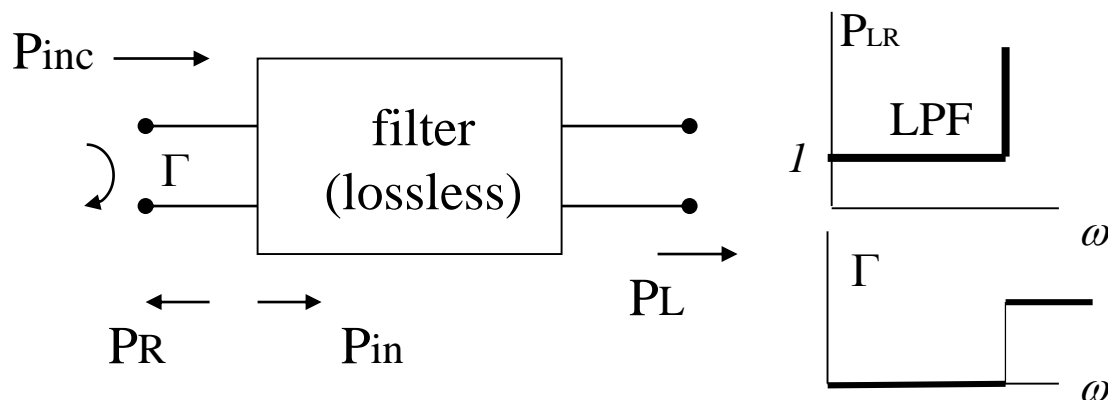 Pinc
filter
(lossless)
Γ
PR
Pin
PL
PLR
LPF
1
ω
Γ
ω